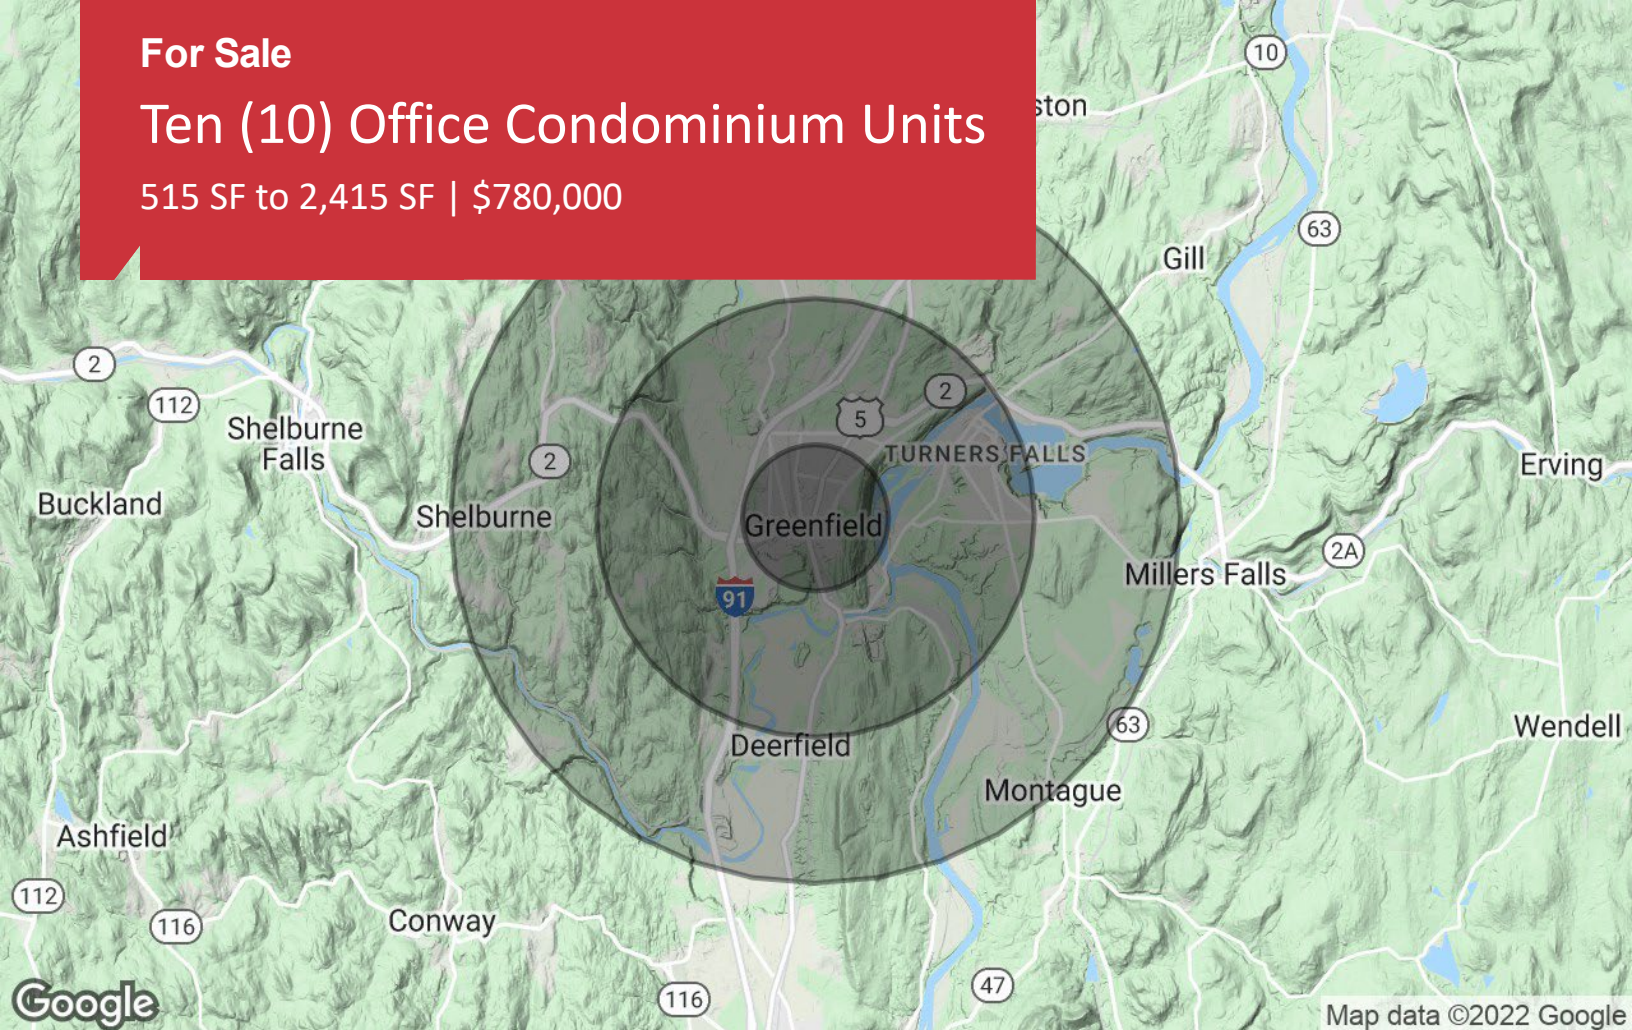 For Sale
Ten (10) Office Condominium Units
515 SF to 2,415 SF | $780,000
10
ston
63
Gill
2
112
2
5
Shelburne
Falls
TURNERS FALLS
2
Erving
Buckland
Shelburne
Greenfield
2A
Millers Falls
91
63
Wendell
Deerfield
Montague
Ashfield
112
116
Conway
47
116
Google
Map data ©2022 Google